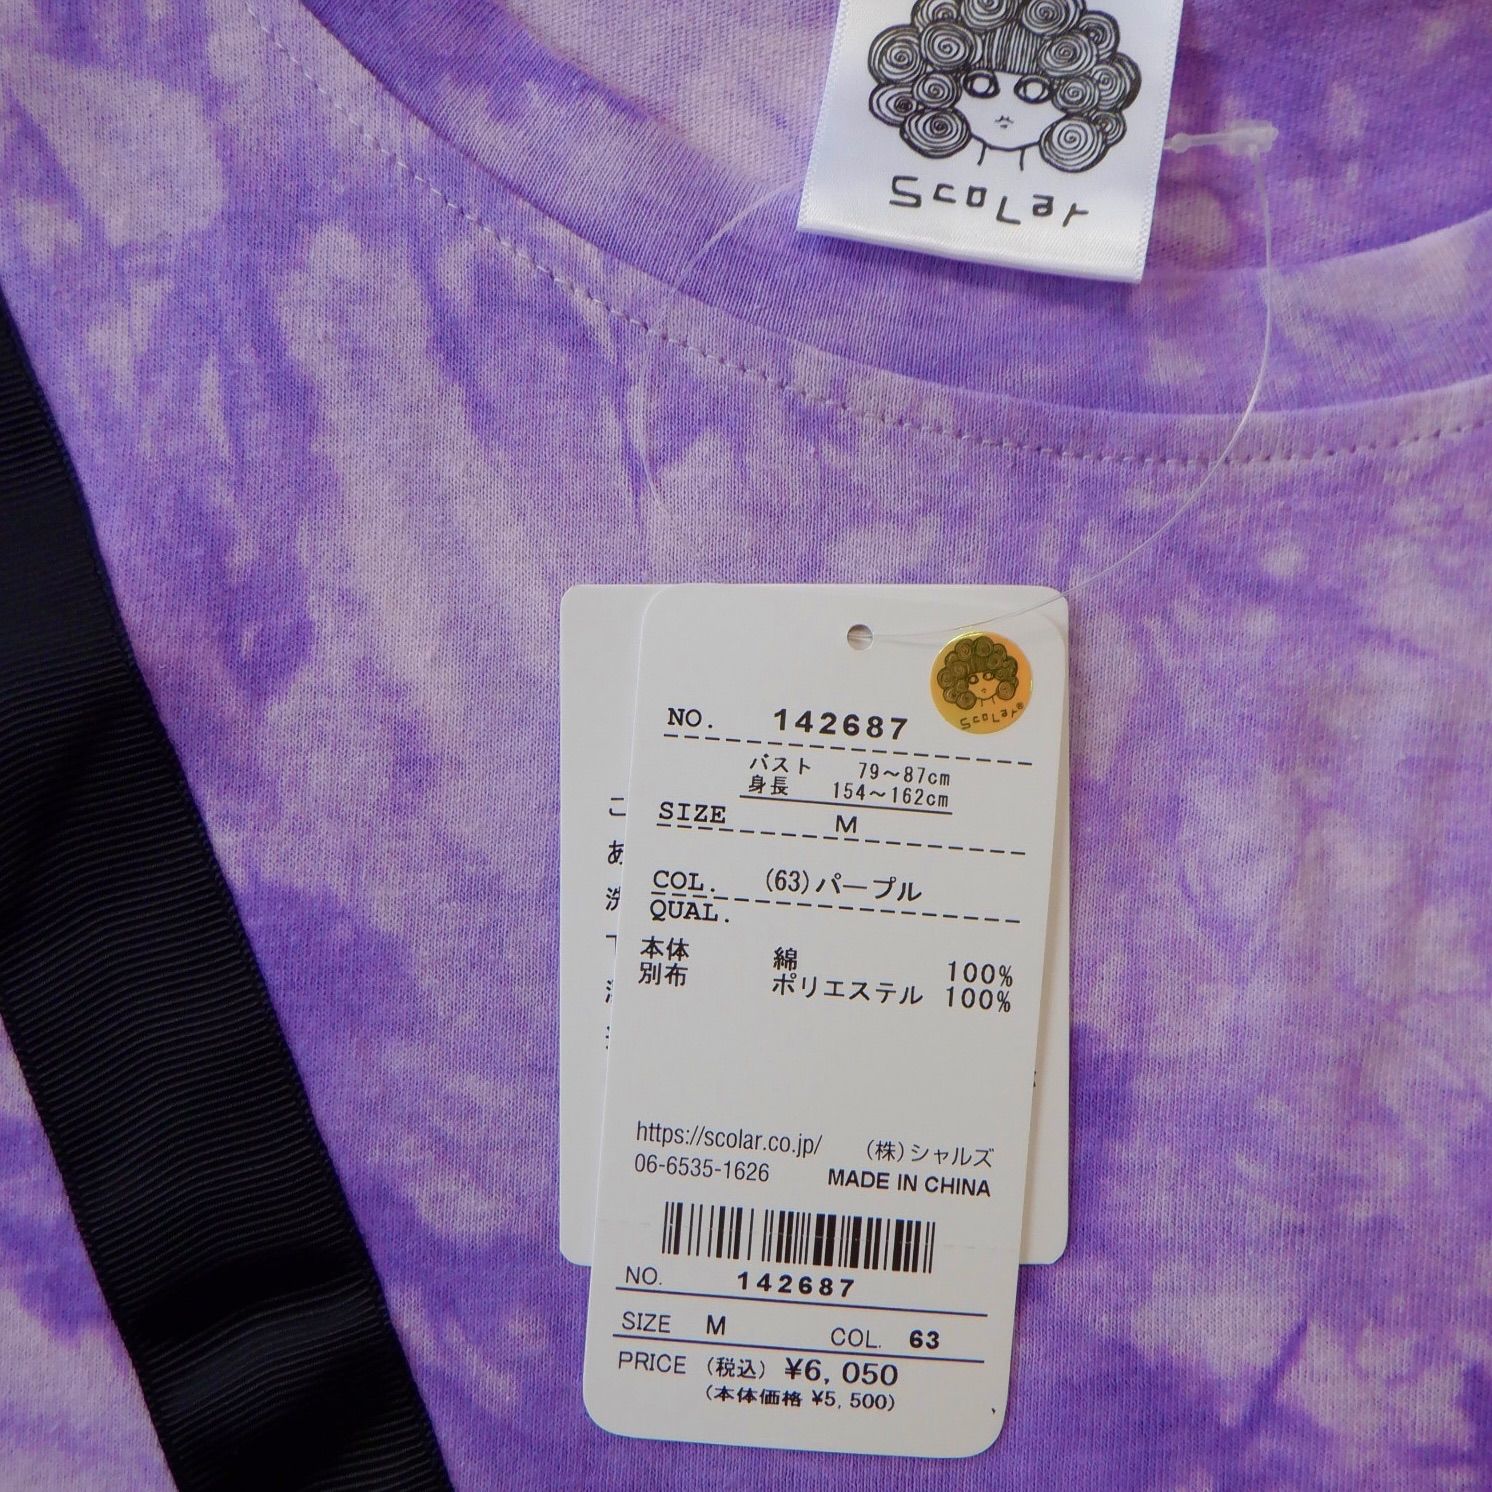 scolar
scolar
NO. 142687
バスト 79～87cm
身長 154～162cm
SIZE M
COL. (63)パープル
QUAL.
本体 綿 100%
別布 ポリエステル 100%
https://scolar.co.jp/ (株)シャルズ
06-6535-1626 MADE IN CHINA
NO. 142687
SIZE M COL. 63
PRICE (税込) ¥6,050
(本体価格 ¥5,500)